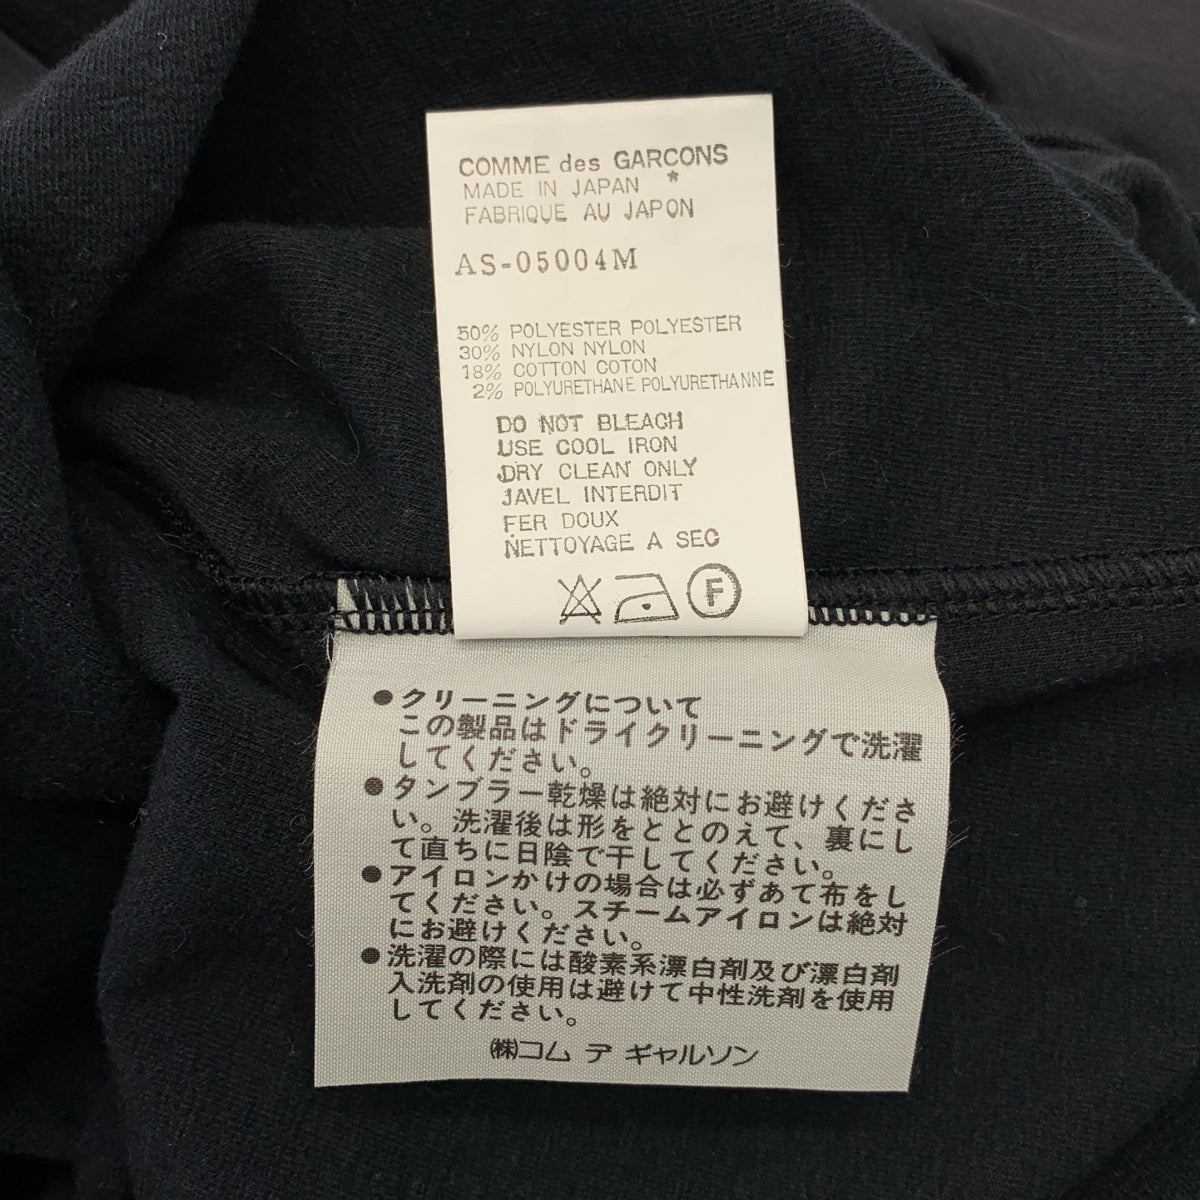 COMME des GARCONS
MADE IN JAPAN *
FABRIQUE AU JAPON
AS-05004M
50% POLYESTER POLYESTER
30% NYLON NYLON
18% COTTON COTON
2% POLYURETHANE POLYURETHANNE
DO NOT BLEACH
USE COOL IRON
DRY CLEAN ONLY
JAVEL INTERDIT
FER DOUX
NETTOYAGE A SEC
F
●クリーニングについて
この製品はドライクリーニングで洗濯
してください。
●タンブラー乾燥は絶対にお避けくださ
い。洗濯後は形をととのえて、裏にし
て直ちに日陰で干してください。
●アイロンかけの場合は必ずあて布をし
てください。スチームアイロンは絶対
にお避けください。
●洗濯の際には酸素系漂白剤及び漂白剤
入洗剤の使用は避けて中性洗剤を使用
してください。
㈱コム デ ギャルソン